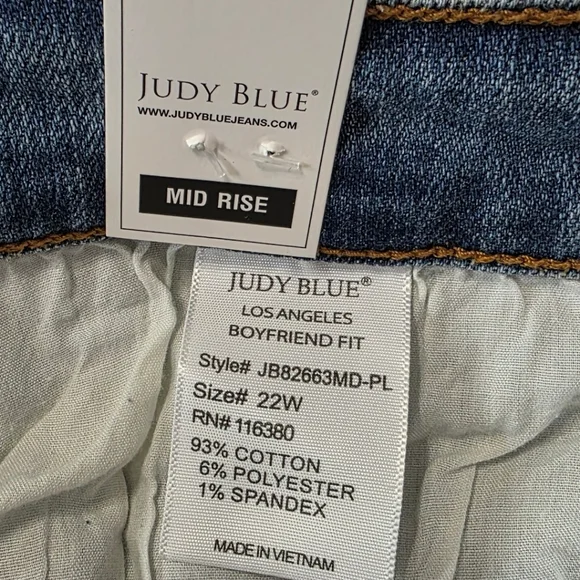 JUDY BLUE®
WWW.JUDYBLUEJEANS.COM
MID RISE
JUDY BLUE®
LOS ANGELES
BOYFRIEND FIT
Style# JB82663MD-PL
Size# 22W
RN# 116380
93% COTTON
6% POLYESTER
1% SPANDEX
MADE IN VIETNAM